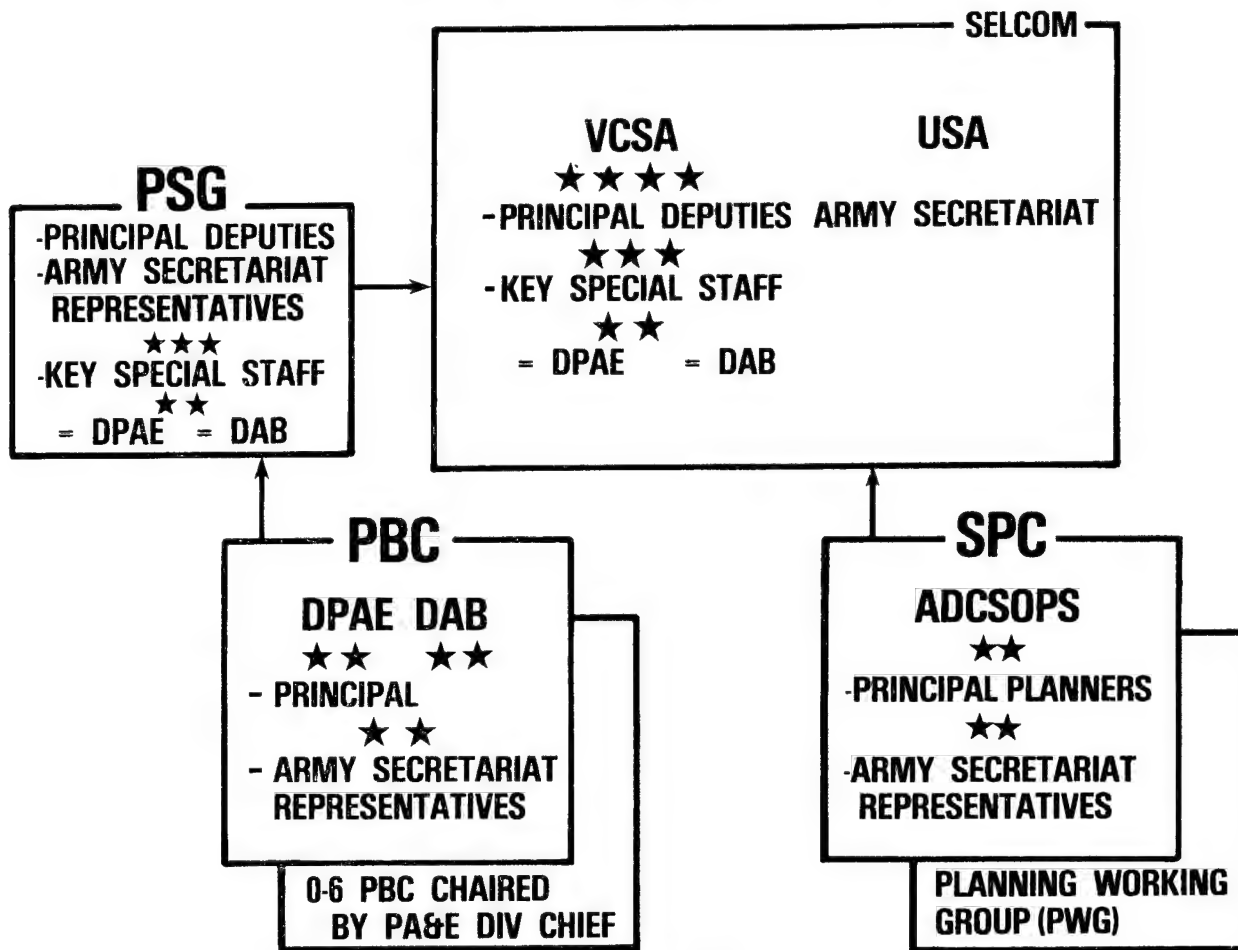 SELCOM
VCSA USA
★★★★
-PRINCIPAL DEPUTIES ARMY SECRETARIAT
★★★
-KEY SPECIAL STAFF
★★
= DPAE = DAB
PSG
-PRINCIPAL DEPUTIES
-ARMY SECRETARIAT
REPRESENTATIVES
★★★
-KEY SPECIAL STAFF
★★
= DPAE = DAB
PBC
DPAE DAB
★★ ★★
- PRINCIPAL
★★
- ARMY SECRETARIAT
REPRESENTATIVES
0-6 PBC CHAIRED
BY PA&E DIV CHIEF
SPC
ADCSOPS
★★
-PRINCIPAL PLANNERS
★★
-ARMY SECRETARIAT
REPRESENTATIVES
PLANNING WORKING
GROUP (PWG)